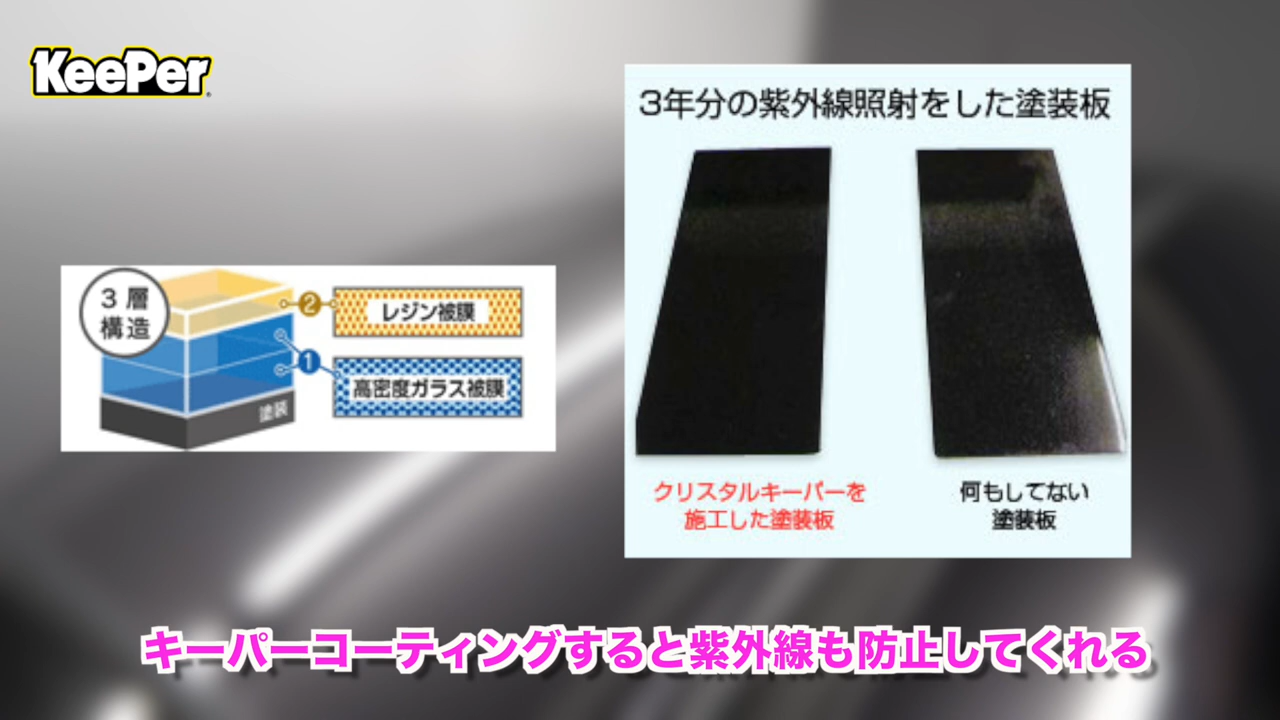 KeePer
3年分の紫外線照射をした塗装板
3層
構造
2
レジン被膜
1
高密度ガラス被膜
塗装
クリスタルキーパーを
施工した塗装板
何もしてない
塗装板
キーパーコーティングすると紫外線も防止してくれる